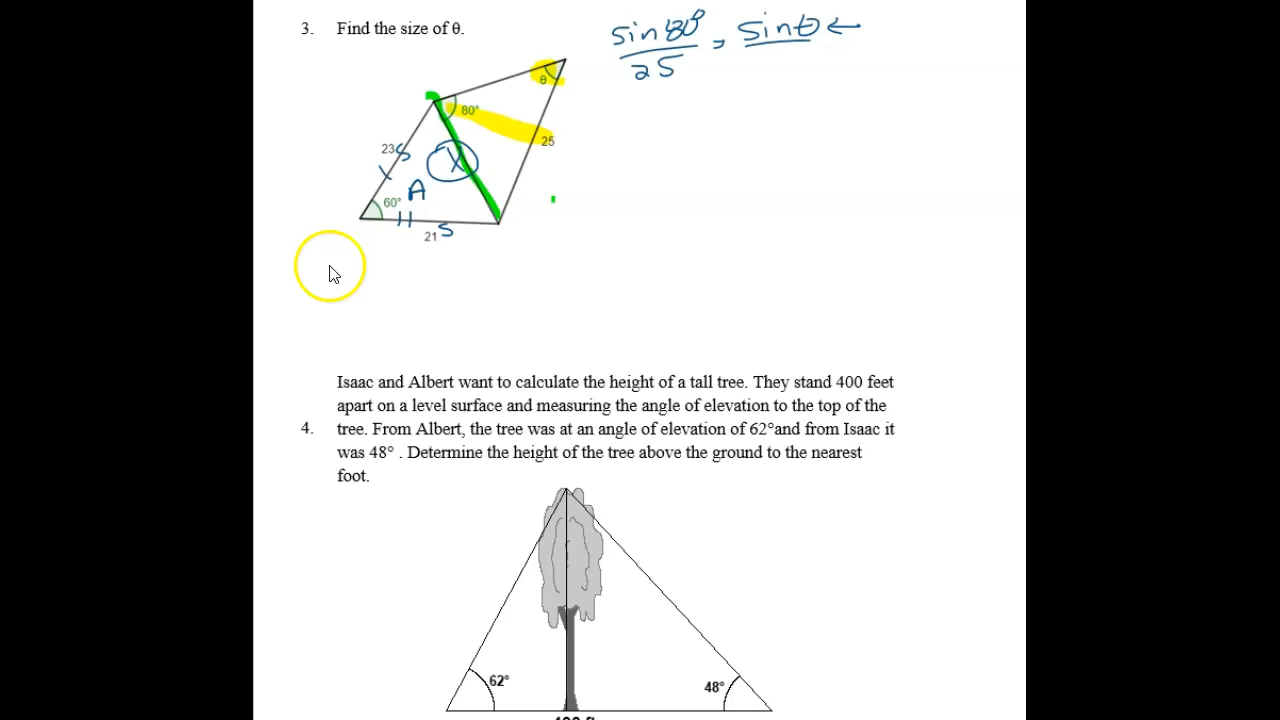 3. Find the size of θ.
sin 80° = sin θ ←
25
θ
80°
23 S
X
25
A
60°
21 S
Isaac and Albert want to calculate the height of a tall tree. They stand 400 feet
apart on a level surface and measuring the angle of elevation to the top of the
4. tree. From Albert, the tree was at an angle of elevation of 62°and from Isaac it
was 48° . Determine the height of the tree above the ground to the nearest
foot.
62°
48°